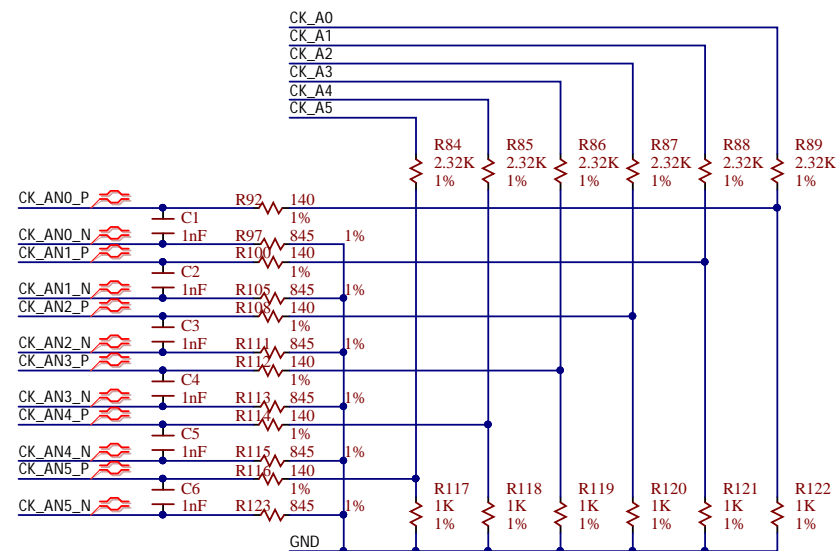 CK_A0
CK_A1
CK_A2
CK_A3
CK_A4
CK_A5
R84 R85 R86 R87 R88 R89
2.32K 2.32K 2.32K 2.32K 2.32K 2.32K
1% 1% 1% 1% 1% 1%
CK_AN0_P R92 140
C1 1%
CK_AN0_N 1nF R97 845 1%
CK_AN1_P R100 140
C2 1%
CK_AN1_N 1nF R105 845 1%
CK_AN2_P R108 140
C3 1%
CK_AN2_N 1nF R111 845 1%
CK_AN3_P R112 140
C4 1%
CK_AN3_N 1nF R113 845 1%
CK_AN4_P R114 140
C5 1%
CK_AN4_N 1nF R115 845 1%
CK_AN5_P R116 140
C6 1%
CK_AN5_N 1nF R123 845 1%
R117 R118 R119 R120 R121 R122
1K 1K 1K 1K 1K 1K
1% 1% 1% 1% 1% 1%
GND